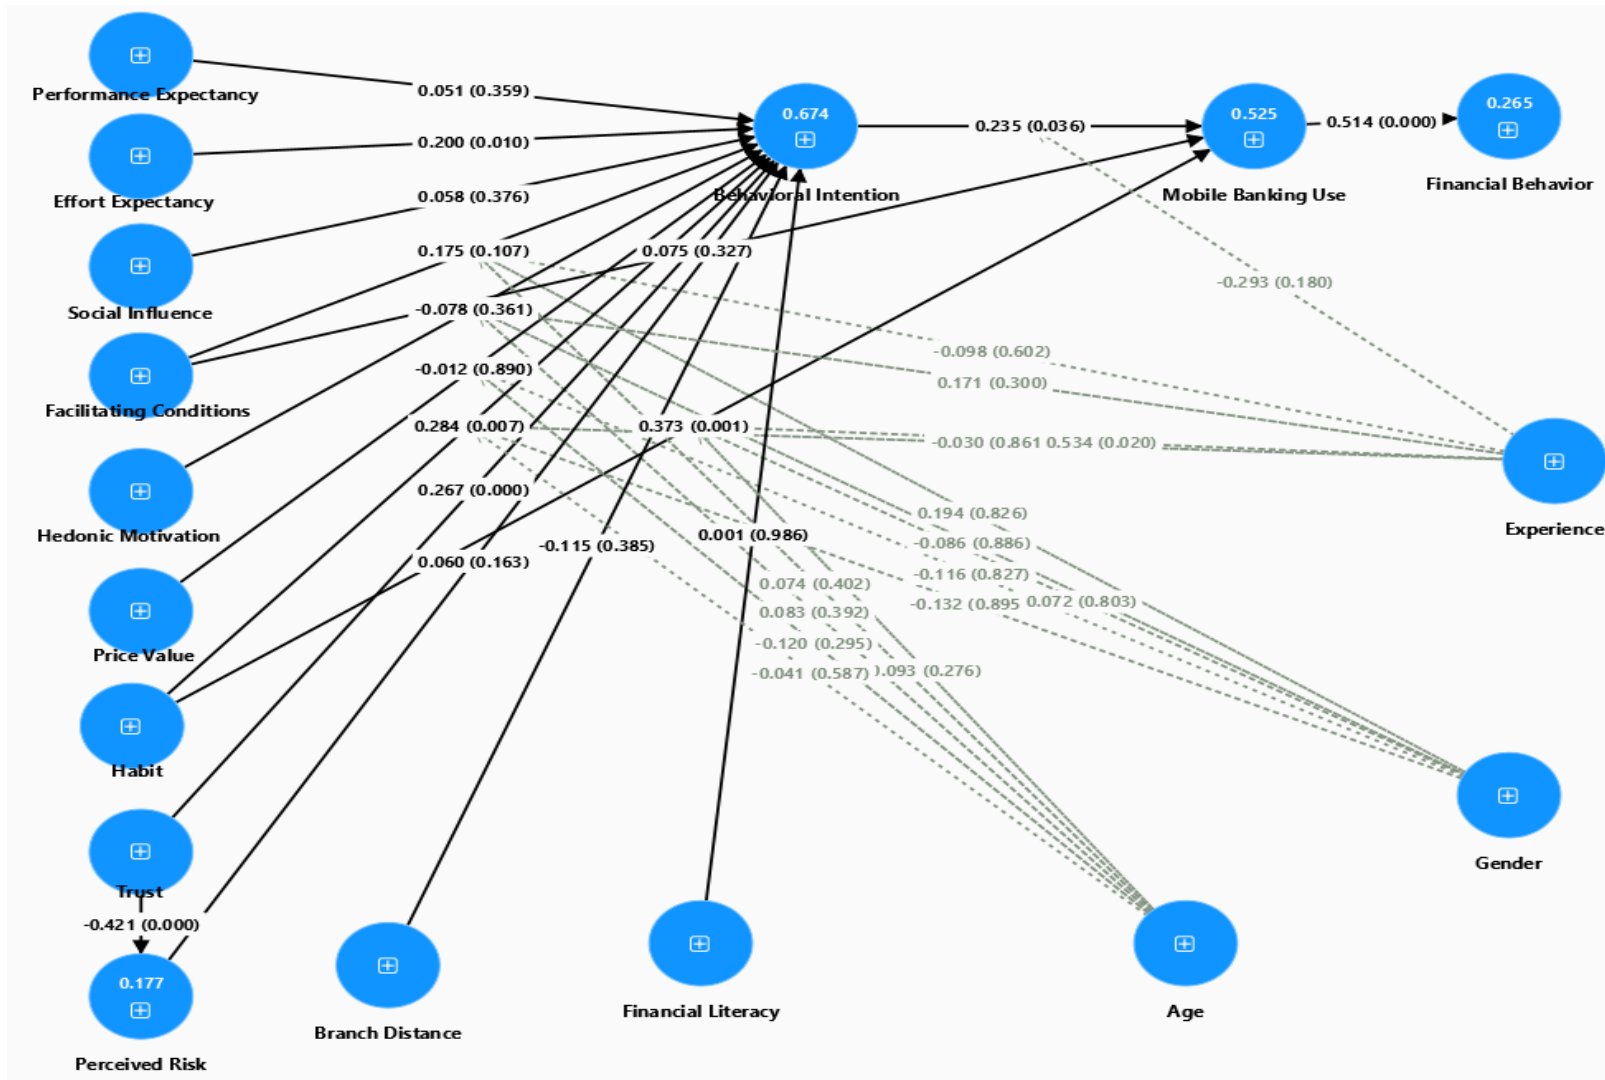 Performance Expectancy
0.051 (0.359)
0.674
Behavioral Intention
0.235 (0.036)
0.525
Mobile Banking Use
0.514 (0.000)
0.265
Financial Behavior
0.200 (0.010)
Effort Expectancy
0.058 (0.376)
Social Influence
0.175 (0.107)
0.075 (0.327)
-0.293 (0.180)
-0.078 (0.361)
Facilitating Conditions
-0.098 (0.602)
0.171 (0.300)
-0.012 (0.890)
0.284 (0.007)
0.373 (0.001)
-0.030 (0.861
0.534 (0.020)
Experience
Hedonic Motivation
0.267 (0.000)
0.194 (0.826)
-0.086 (0.886)
-0.116 (0.827)
-0.132 (0.895
0.072 (0.803)
0.001 (0.986)
-0.115 (0.385)
0.060 (0.163)
0.074 (0.402)
0.083 (0.392)
-0.120 (0.295)
-0.041 (0.587)
.093 (0.276)
Price Value
Habit
Trust
-0.421 (0.000)
0.177
Perceived Risk
Branch Distance
Financial Literacy
Age
Gender